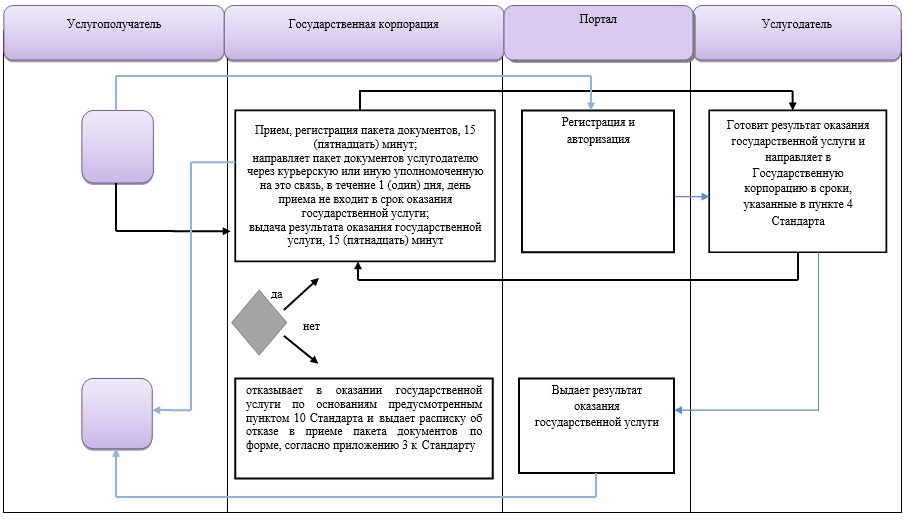 Услугополучатель
Государственная корпорация
Портал
Услугодатель
Прием, регистрация пакета документов, 15
(пятнадцать) минут;
направляет пакет документов услугодателю
через курьерскую или иную уполномоченную
на это связь, в течение 1 (один) дня, день
приема не входит в срок оказания
государственной услуги;
выдача результата оказания государственной
услуги, 15 (пятнадцать) минут
Регистрация и
авторизация
Готовит результат оказания
государственной услуги и
направляет в
Государственную
корпорацию в сроки,
указанные в пункте 4
Стандарта
да
нет
отказывает в оказании государственной
услуги по основаниям предусмотренным
пунктом 10 Стандарта и выдает расписку об
отказе в приеме пакета документов по
форме, согласно приложению 3 к Стандарту
Выдает результат
оказания
государственной услуги